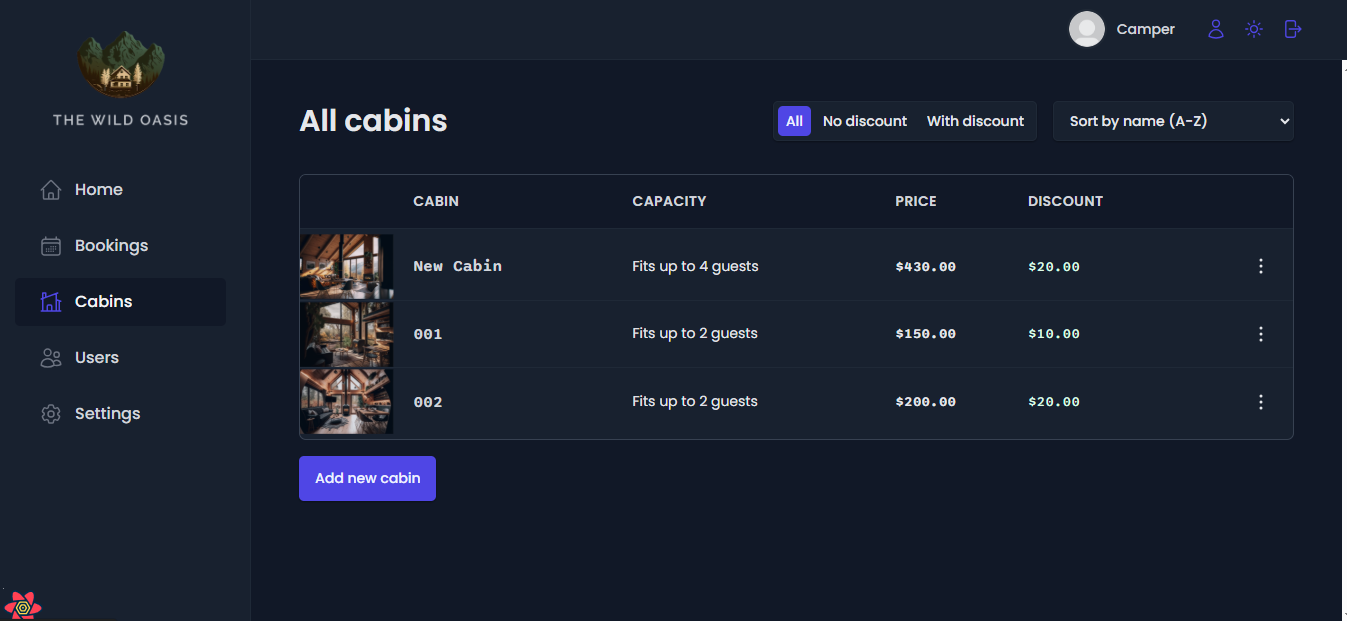 Camper
THE WILD OASIS
Home
Bookings
Cabins
Users
Settings
All cabins
All No discount With discount Sort by name (A-Z)
CABIN CAPACITY PRICE DISCOUNT
New Cabin Fits up to 4 guests $430.00 $20.00
001 Fits up to 2 guests $150.00 $10.00
002 Fits up to 2 guests $200.00 $20.00
Add new cabin